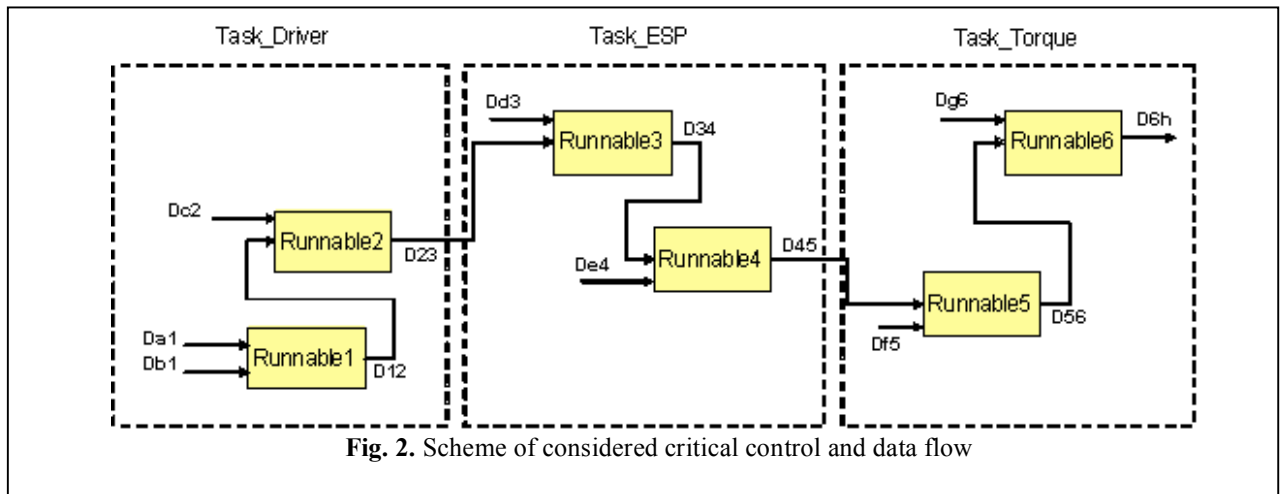 Task_Driver
Task_ESP
Task_Torque
Dd3
Runnable3
D34
Dg6
Runnable6
D6h
Dc2
Runnable2
D23
De4
Runnable4
D45
Runnable5
Df5
D56
Da1
Db1
Runnable1
D12
Fig. 2. Scheme of considered critical control and data flow